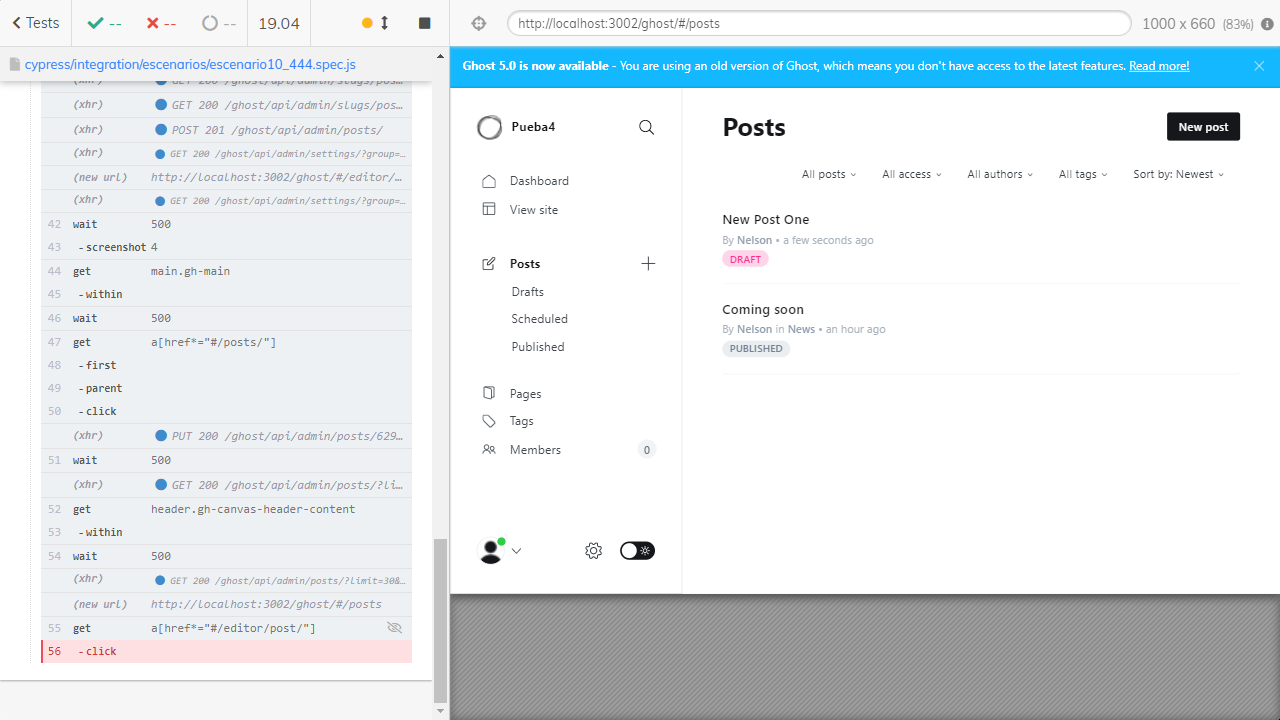 Tests
--
--
--
19.04
http://localhost:3002/ghost/#/posts
1000 x 660 (83%)
cypress/integration/escenarios/escenario10_444.spec.js
(xhr) GET 200 /ghost/api/admin/slugs/pos…
(xhr) GET 200 /ghost/api/admin/slugs/pos…
(xhr) POST 201 /ghost/api/admin/posts/
(xhr) GET 200 /ghost/api/admin/settings/?group=…
(new url) http://localhost:3002/ghost/#/editor/…
(xhr) GET 200 /ghost/api/admin/settings/?group=…
42 wait 500
43 -screenshot 4
44 get main.gh-main
45 -within
46 wait 500
47 get a[href*="#/posts/"]
48 -first
49 -parent
50 -click
(xhr) PUT 200 /ghost/api/admin/posts/629…
51 wait 500
(xhr) GET 200 /ghost/api/admin/posts/?li…
52 get header.gh-canvas-header-content
53 -within
54 wait 500
(xhr) GET 200 /ghost/api/admin/posts/?limit=30&…
(new url) http://localhost:3002/ghost/#/posts
55 get a[href*="#/editor/post/"]
56 -click
Ghost 5.0 is now available - You are using an old version of Ghost, which means you don't have access to the latest features. Read more!
Pueba4
Dashboard
View site
Posts
Drafts
Scheduled
Published
Pages
Tags
Members 0
Posts
New post
All posts All access All authors All tags Sort by: Newest
New Post One
By Nelson • a few seconds ago
DRAFT
Coming soon
By Nelson in News • an hour ago
PUBLISHED